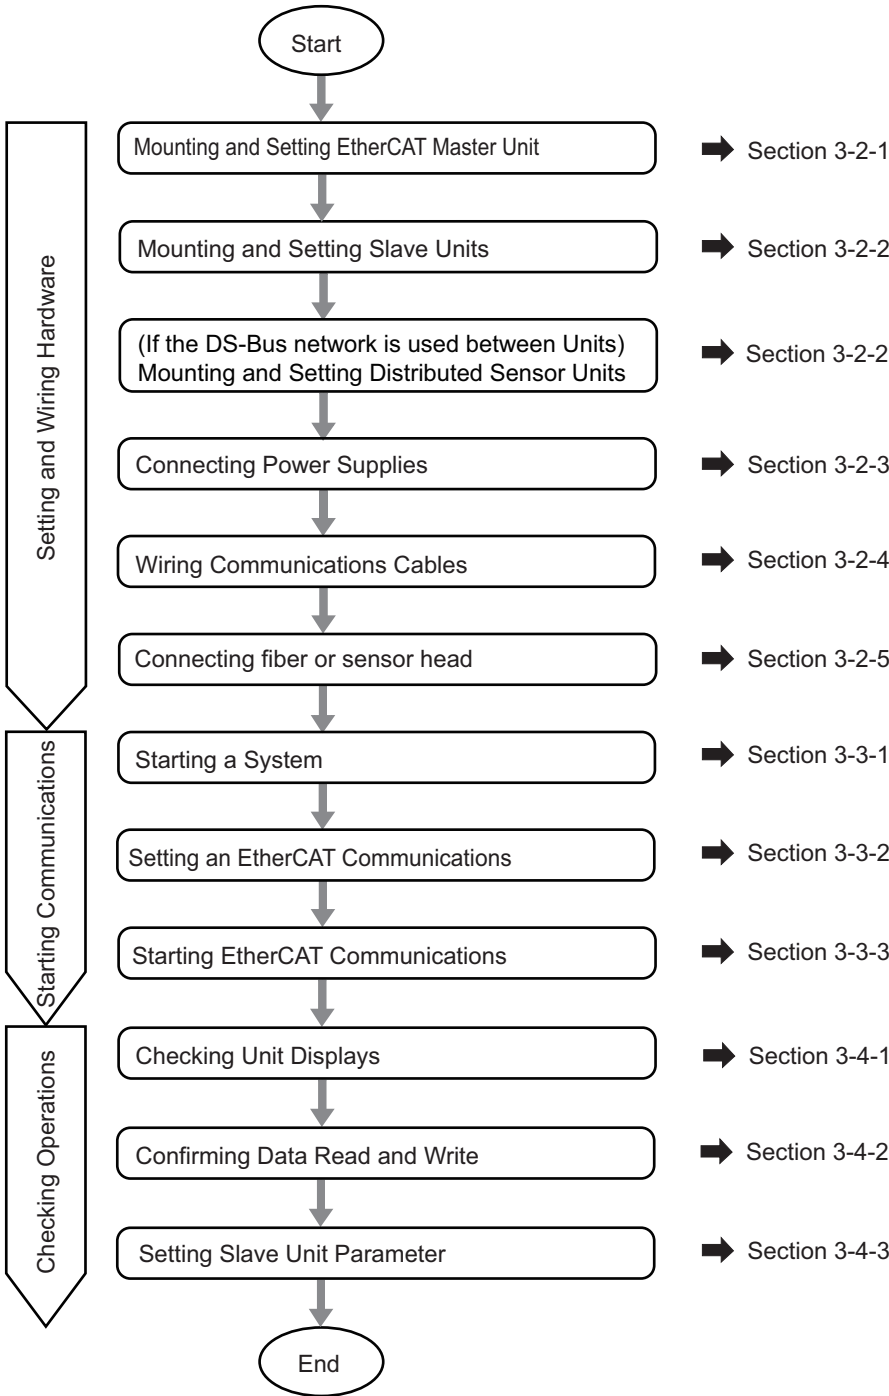 Start
Setting and Wiring Hardware
Mounting and Setting EtherCAT Master Unit
Section 3-2-1
Mounting and Setting Slave Units
Section 3-2-2
(If the DS-Bus network is used between Units)
Mounting and Setting Distributed Sensor Units
Section 3-2-2
Connecting Power Supplies
Section 3-2-3
Wiring Communications Cables
Section 3-2-4
Connecting fiber or sensor head
Section 3-2-5
Starting Communications
Starting a System
Section 3-3-1
Setting an EtherCAT Communications
Section 3-3-2
Starting EtherCAT Communications
Section 3-3-3
Checking Operations
Checking Unit Displays
Section 3-4-1
Confirming Data Read and Write
Section 3-4-2
Setting Slave Unit Parameter
Section 3-4-3
End